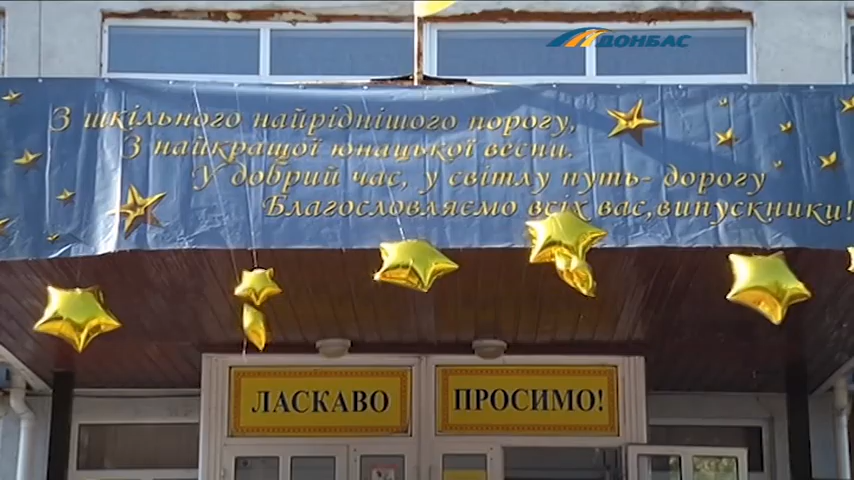 ДОНБАС
З шкільного найріднішого порогу,
З найкращої юнацької весни.
У добрий час, у світлу путь- дорогу
Благословляємо всіх вас,випускники!
ЛАСКАВО ПРОСИМО!